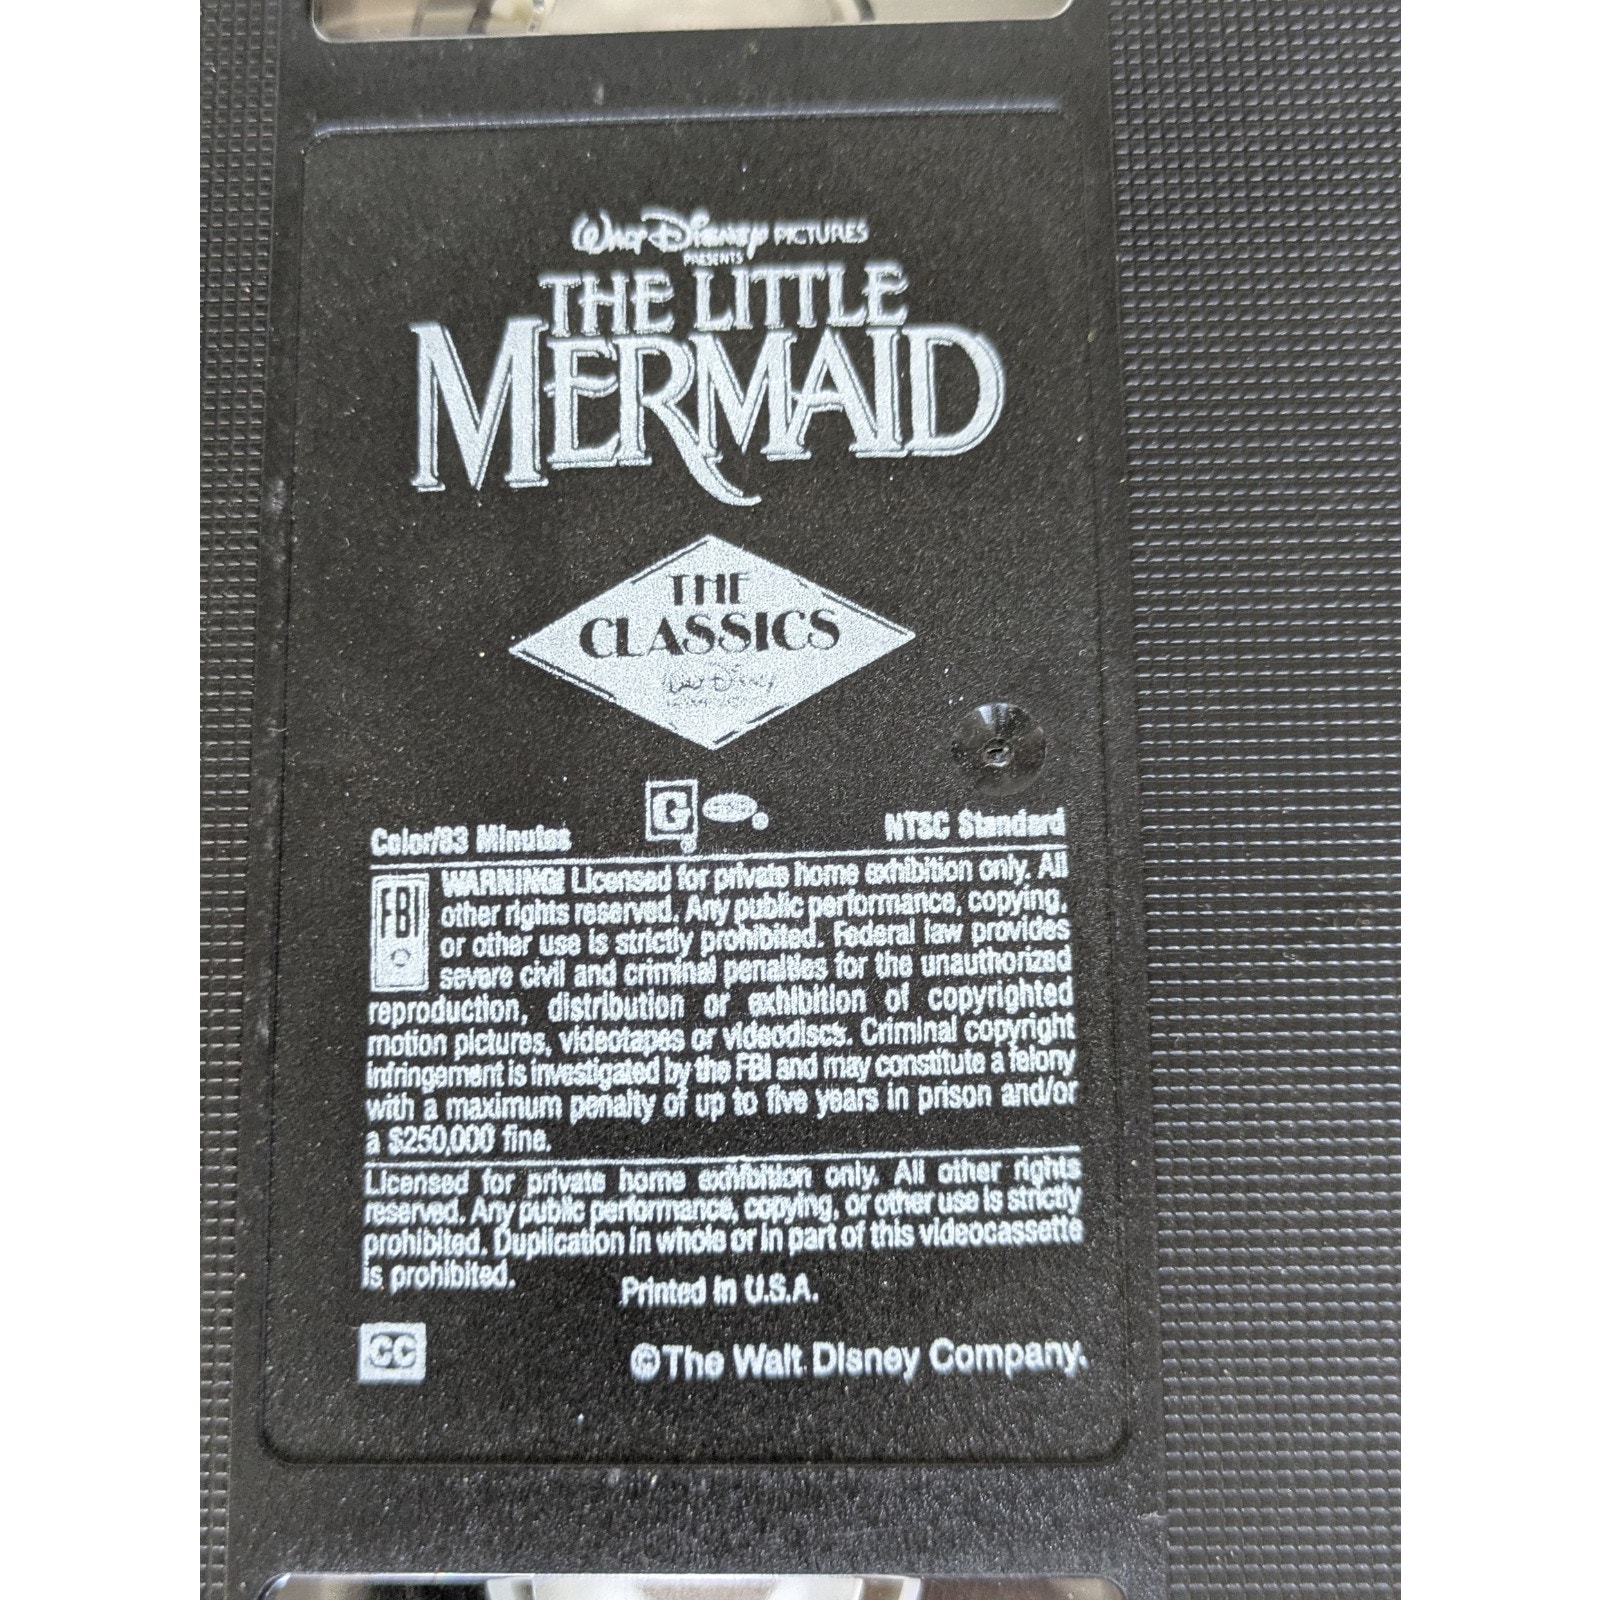 Walt Disney PICTURES
PRESENTS
THE LITTLE
MERMAID
THE
CLASSICS
Walt Disney
G
Color/83 Minutes
NTSC Standard
FBI
WARNING! Licensed for private home exhibition only. All
other rights reserved. Any public performance, copying,
or other use is strictly prohibited. Federal law provides
severe civil and criminal penalties for the unauthorized
reproduction, distribution or exhibition of copyrighted
motion pictures, videotapes or videodiscs. Criminal copyright
infringement is investigated by the FBI and may constitute a felony
with a maximum penalty of up to five years in prison and/or
a $250,000 fine.
Licensed for private home exhibition only. All other rights
reserved. Any public performance, copying, or other use is strictly
prohibited. Duplication in whole or in part of this videocassette
is prohibited.
Printed in U.S.A.
CC
©The Walt Disney Company.